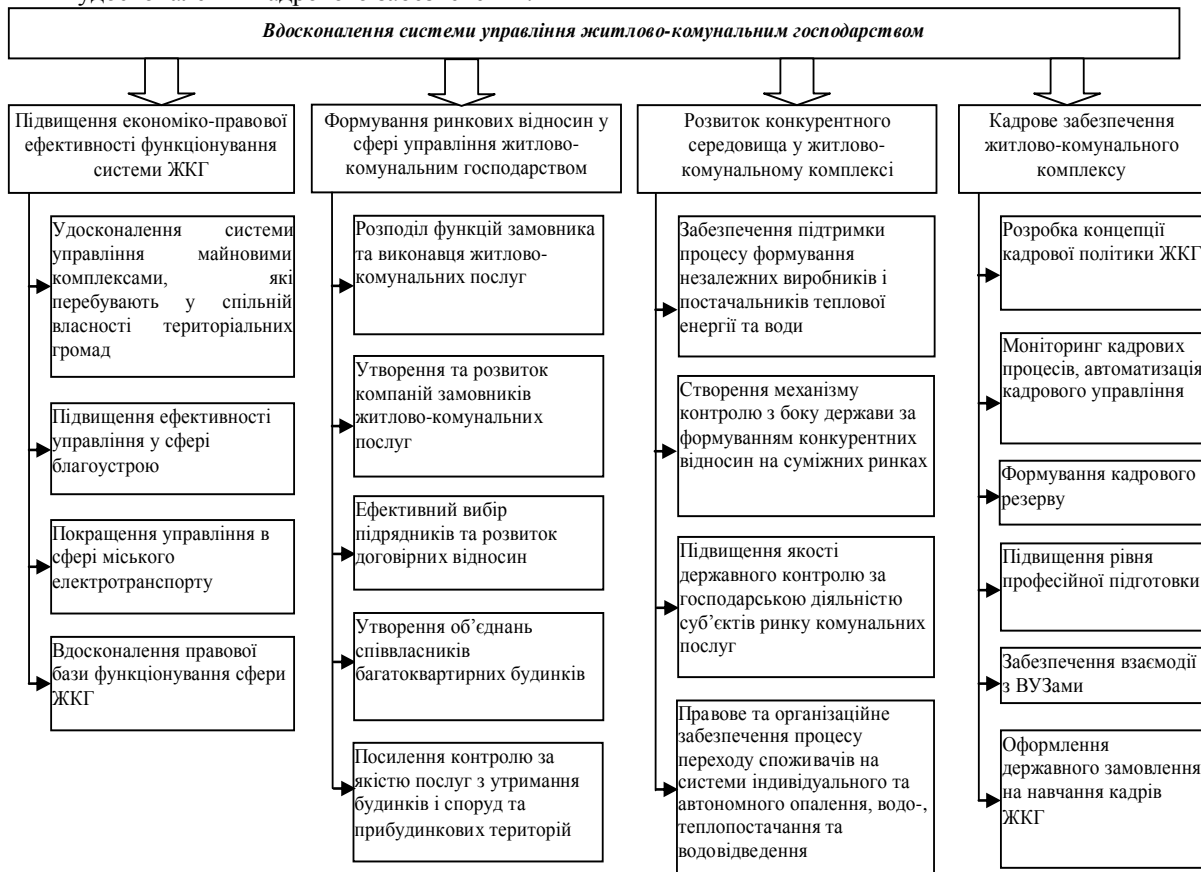 Вдосконалення системи управління житлово-комунальним господарством
Підвищення економіко-правової
ефективності функціонування
системи ЖКГ
Удосконалення системи
управління майновими
комплексами, які
перебувають у спільній
власності територіальних
громад
Підвищення ефективності
управління у сфері
благоустрою
Покращення управління в
сфері міського
електротранспорту
Вдосконалення правової
бази функціонування сфери
ЖКГ
Формування ринкових відносин у
сфері управління житлово-
комунальним господарством
Розподіл функцій замовника
та виконавця житлово-
комунальних послуг
Утворення та розвиток
компаній замовників
житлово-комунальних
послуг
Ефективний вибір
підрядників та розвиток
договірних відносин
Утворення об’єднань
співвласників
багатоквартирних будинків
Посилення контролю за
якістю послуг з утримання
будинків і споруд та
прибудинкових територій
Розвиток конкурентного
середовища у житлово-
комунальному комплексі
Забезпечення підтримки
процесу формування
незалежних виробників і
постачальників теплової
енергії та води
Створення механізму
контролю з боку держави за
формуванням конкурентних
відносин на суміжних ринках
Підвищення якості
державного контролю за
господарською діяльністю
суб’єктів ринку комунальних
послуг
Правове та організаційне
забезпечення процесу
переходу споживачів на
системи індивідуального та
автономного опалення, водо-,
теплопостачання та
водовідведення
Кадрове забезпечення
житлово-комунального
комплексу
Розробка концепції
кадрової політики ЖКГ
Моніторинг кадрових
процесів, автоматизація
кадрового управління
Формування кадрового
резерву
Підвищення рівня
професійної підготовки
Забезпечення взаємодії
з ВУЗами
Оформлення
державного замовлення
на навчання кадрів
ЖКГ